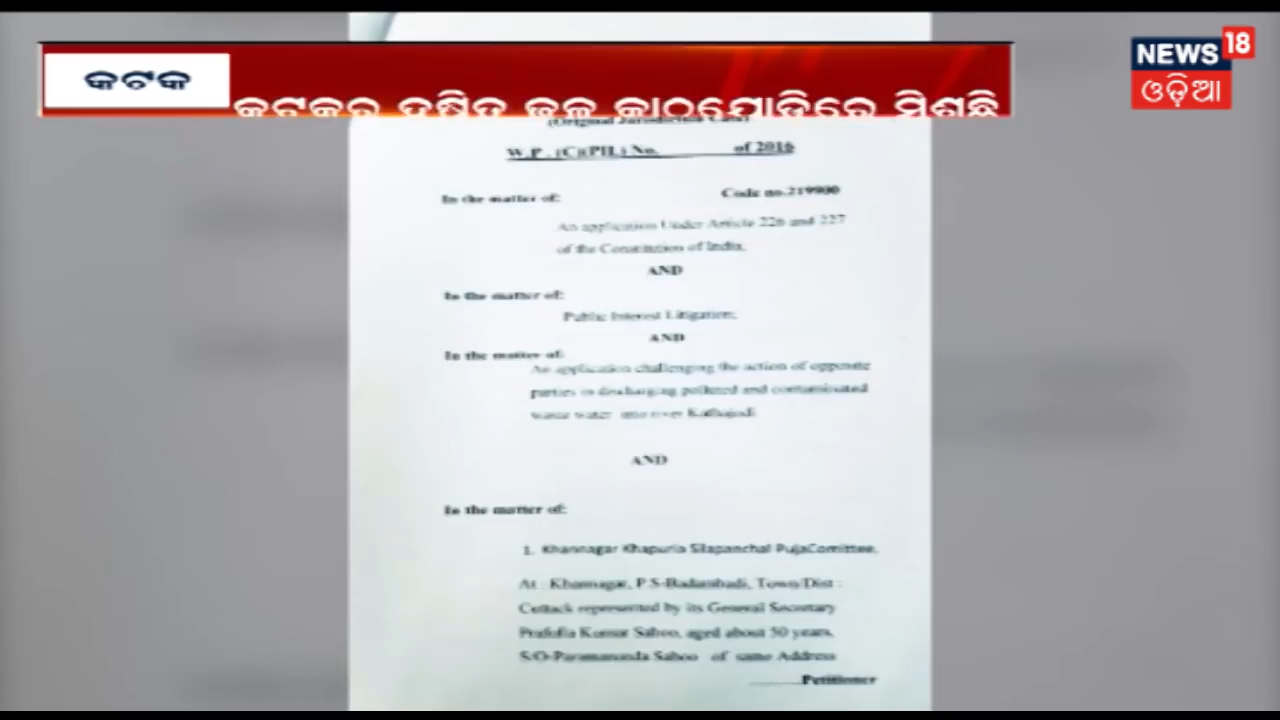 କଟକ
କଟକର ଦୂଷିତ ଜଳ କାଠଯୋଡିରେ ମିଶୁଛି
NEWS 18
ଓଡ଼ିଆ
(Original Jurisdiction Case)
W.P. (C)(PIL) No. of 2016
Code no.219900
In the matter of:
An application Under Article 226 and 227
of the Constitution of India.
AND
In the matter of:
Public Interest Litigation;
AND
In the matter of:
An application challenging the action of opposite
parties in discharging polluted and contaminated
waste water into river Kathajodi
AND
In the matter of:
1. Khannagar Khapuria Silapanchal PujaComittee,
At : Khannagar, P.S-Badambadi, Town/Dist :
Cuttack represented by its General Secretary
Prafulla Kumar Sahoo, aged about 50 years,
S/O-Paramananda Sahoo of same Address
.........Petitioner